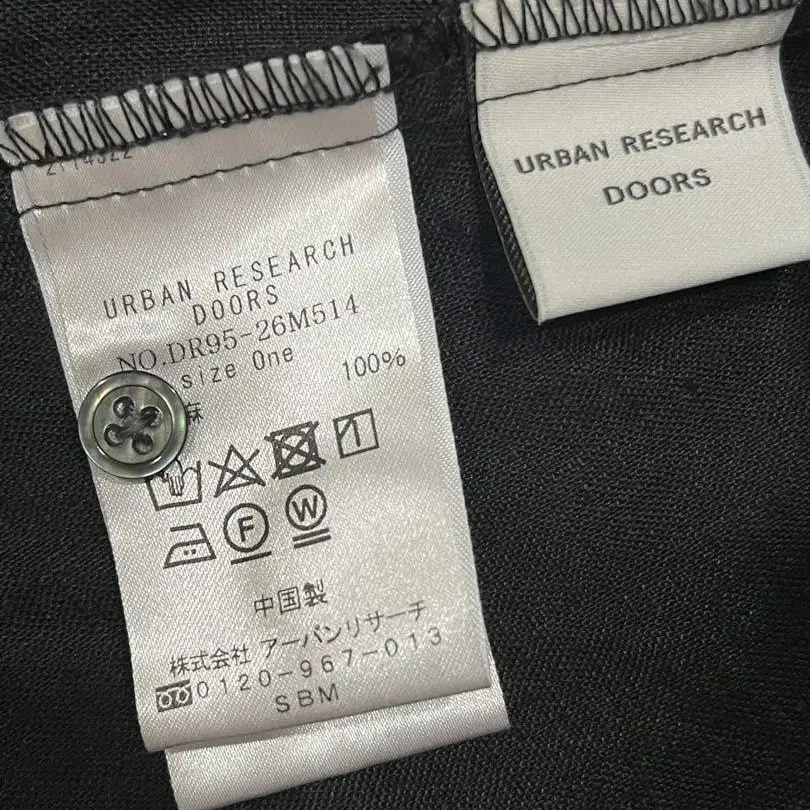 URBAN RESEARCH
DOORS
NO.DR95-26M514
size One
麻 100%
F W
中国製
株式会社 アーバンリサーチ
0120-967-013
SBM
URBAN RESEARCH
DOORS